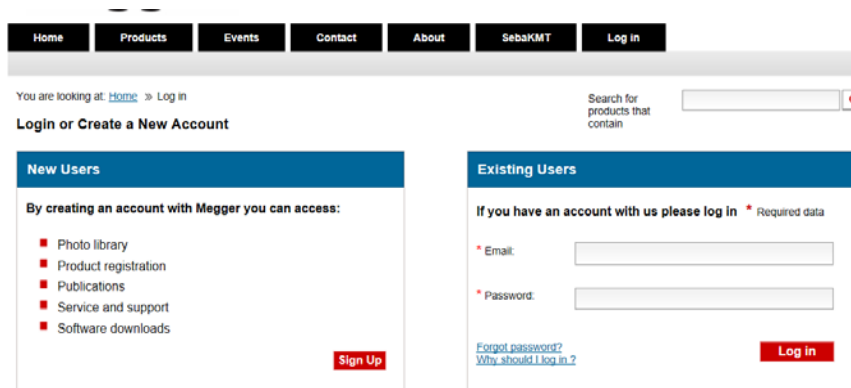 Home Products Events Contact About SebaKMT Log in
You are looking at: Home » Log in
Search for
products that
contain
Login or Create a New Account
New Users
By creating an account with Megger you can access:
Photo library
Product registration
Publications
Service and support
Software downloads
Sign Up
Existing Users
If you have an account with us please log in * Required data
* Email:
* Password:
Forgot password?
Why should I log in ?
Log in